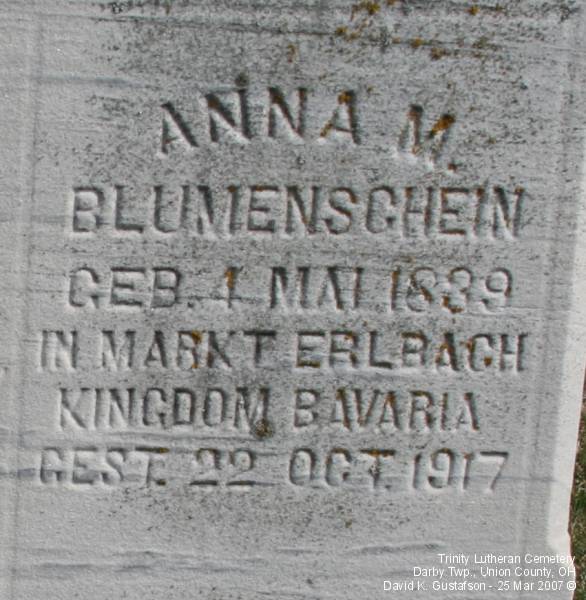 ANNA M.
BLUMENSCHEIN
GEB. 1 MAI 1839
IN MARKT ERLBACH
KINGDOM BAVARIA
GEST. 22 OCT. 1917
Trinity Lutheran Cemetery
Darby Twp., Union County, OH
David K. Gustafson - 25 Mar 2007 ©